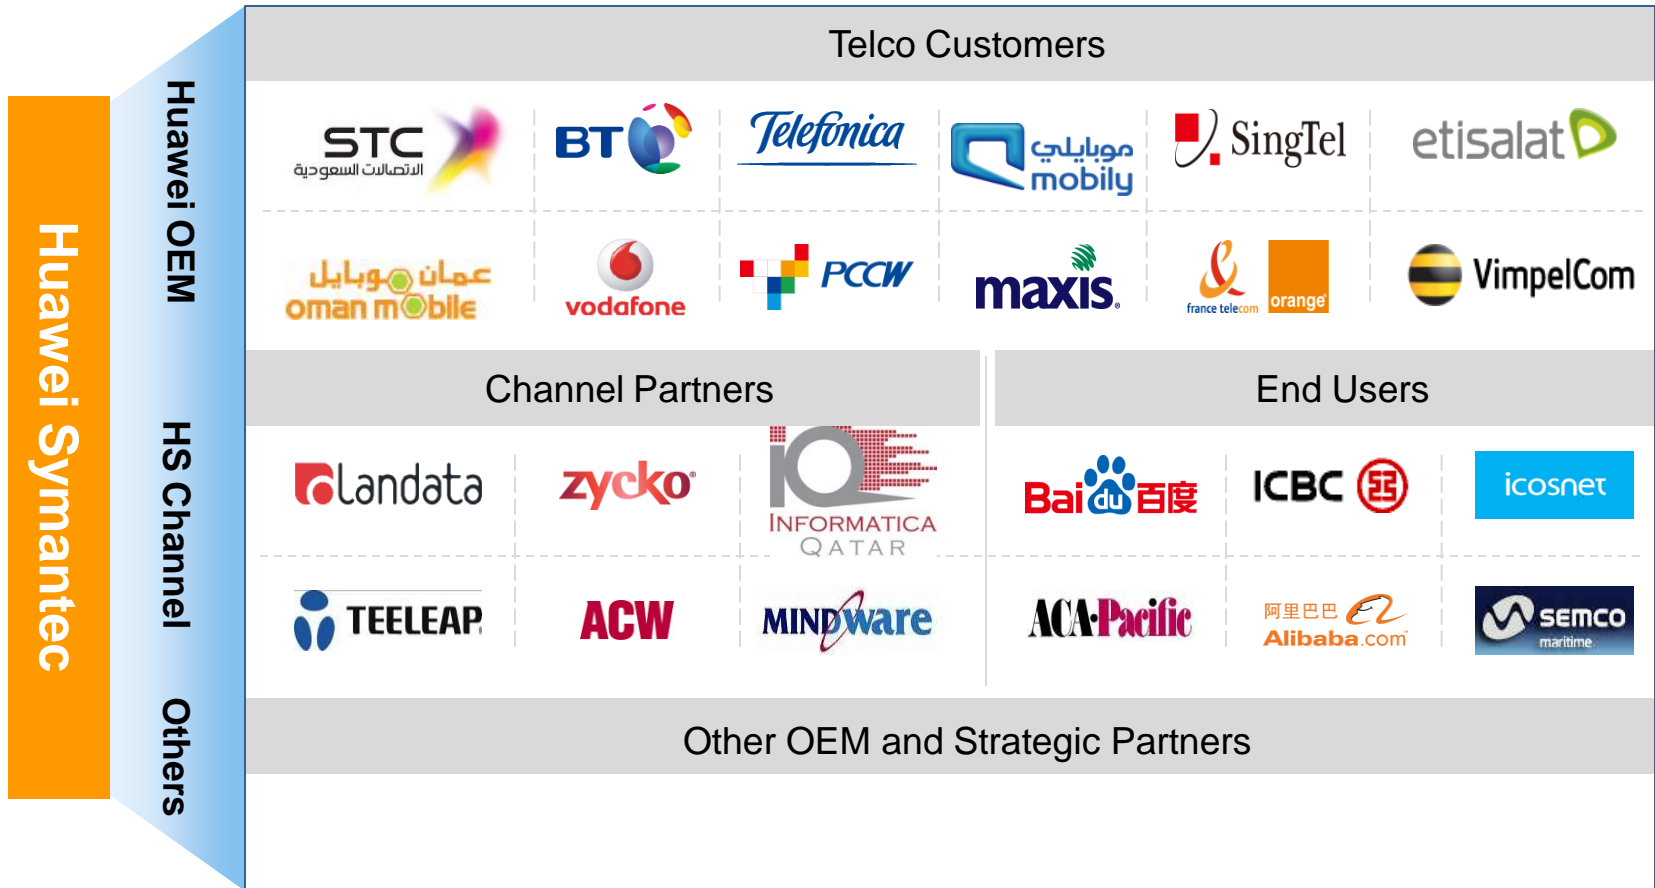 Huawei Symantec
Huawei OEM
HS Channel
Others
Telco Customers
STC
الاتصالات السعودية
BT
Telefónica
موبايلي
mobily
SingTel
etisalat
عمان موبايل
oman mobile
vodafone
PCCW
maxis
france telecom
orange
VimpelCom
Channel Partners
End Users
Landata
zycko
iQ
INFORMATICA
QATAR
Bai du 百度
ICBC
icosnet
TEELEAP
ACW
MINDware
ACA·Pacific
阿里巴巴
Alibaba.com
semco
maritime
Other OEM and Strategic Partners